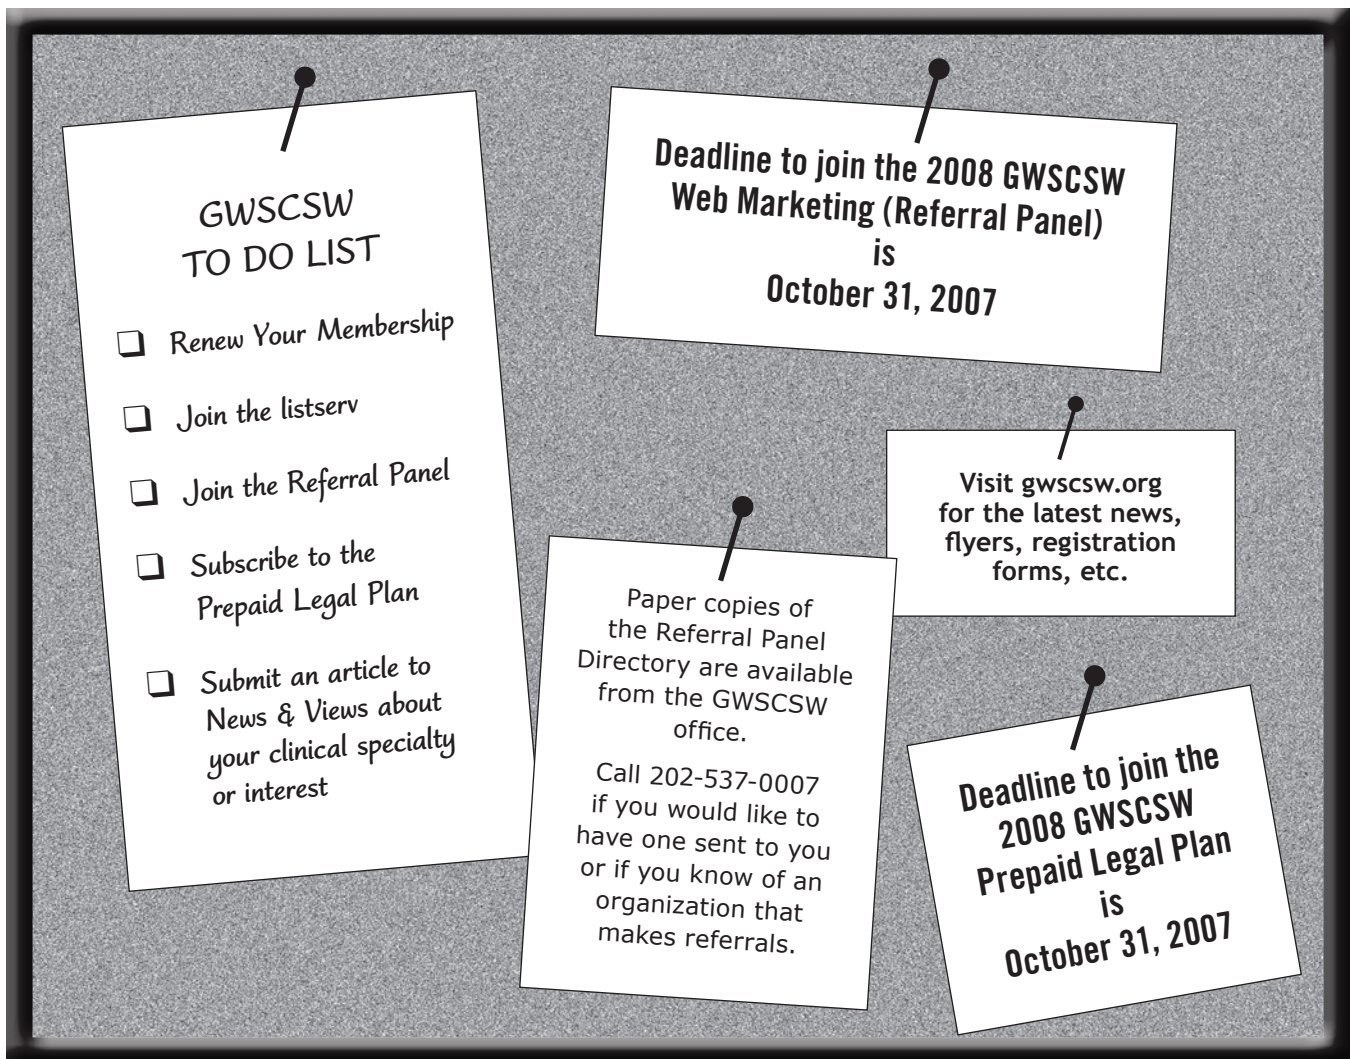 GWSCSW
TO DO LIST
Renew Your Membership
Join the listserv
Join the Referral Panel
Subscribe to the
Prepaid Legal Plan
Submit an article to
News & Views about
your clinical specialty
or interest
Deadline to join the 2008 GWSCSW
Web Marketing (Referral Panel)
is
October 31, 2007
Visit gwscsw.org
for the latest news,
flyers, registration
forms, etc.
Paper copies of
the Referral Panel
Directory are available
from the GWSCSW
office.
Call 202-537-0007
if you would like to
have one sent to you
or if you know of an
organization that
makes referrals.
Deadline to join the
2008 GWSCSW
Prepaid Legal Plan
is
October 31, 2007